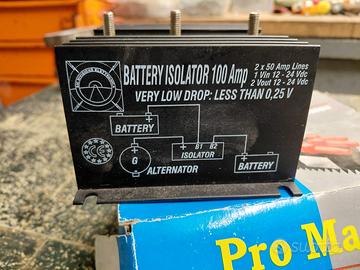 BATTERY ISOLATOR 100 Amp
2 x 50 Amp Lines
1 Vin 12 - 24 Vdc
2 Vout 12 - 24 Vdc
VERY LOW DROP: LESS THAN 0,25 V
BATTERY
B1 B2
ISOLATOR
BATTERY
G
ALTERNATOR
Pro Ma
subito